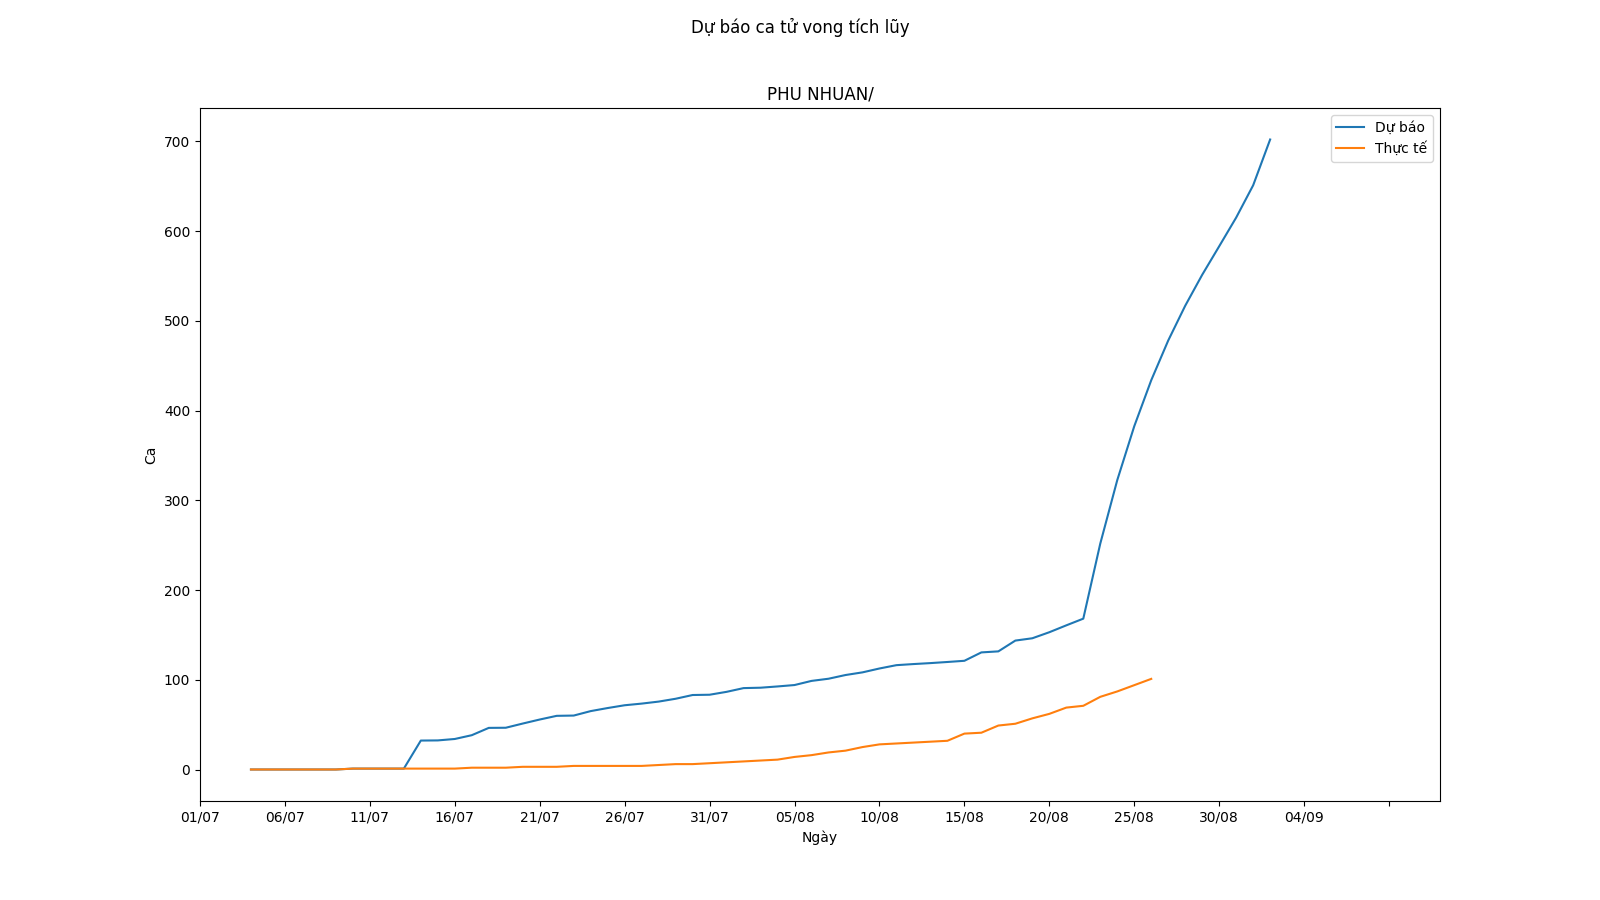 Dự báo ca tử vong tích lũy
PHU NHUAN/
Dự báo
Thực tế
700
600
500
400
300
200
100
0
Ca
01/07 06/07 11/07 16/07 21/07 26/07 31/07 05/08 10/08 15/08 20/08 25/08 30/08 04/09
Ngày